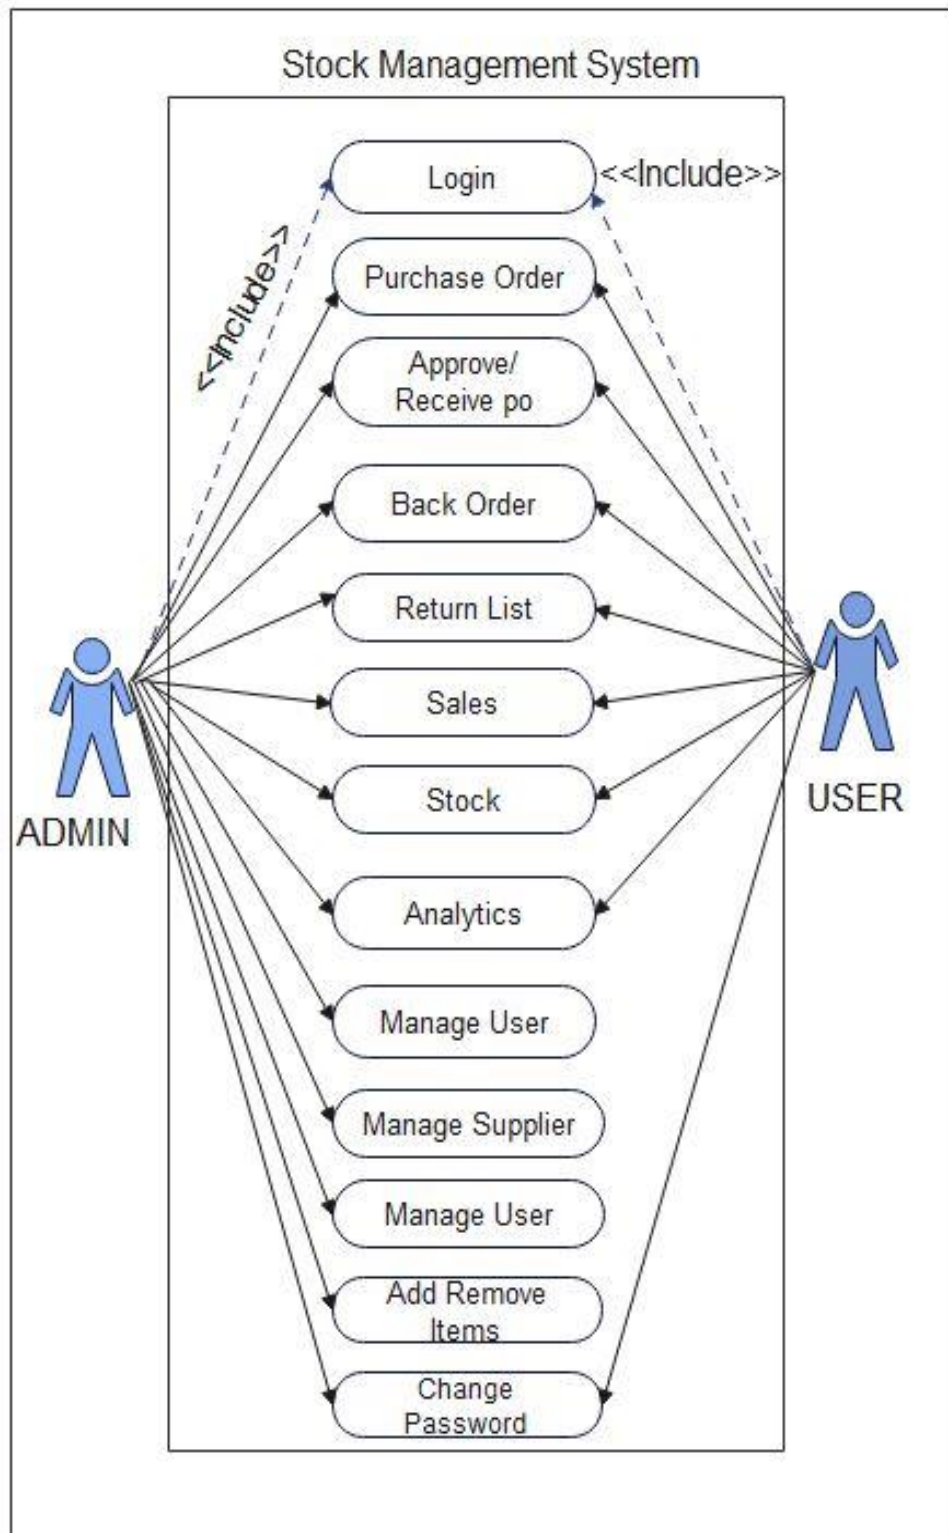 Stock Management System
Login
<<Include>>
<<Include>>
Purchase Order
Approve/
Receive po
Back Order
Return List
Sales
Stock
ADMIN
USER
Analytics
Manage User
Manage Supplier
Manage User
Add Remove
Items
Change
Password